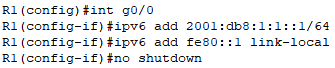 R1(config)#int g0/0
R1(config-if)#ipv6 add 2001:db8:1:1::1/64
R1(config-if)#ipv6 add fe80::1 link-local
R1(config-if)#no shutdown